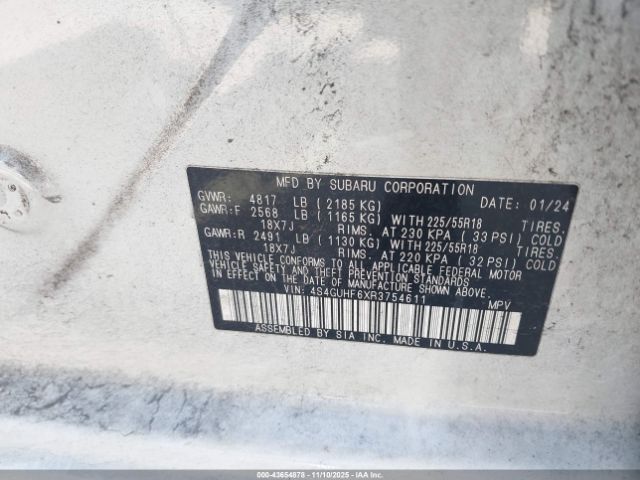 MFD BY SUBARU CORPORATION DATE: 01/24
GVWR: 4817 LB (2185 KG)
GAWR:F 2568 LB (1165 KG) WITH 225/55R18 TIRES.
18X7J RIMS. AT 230 KPA (33 PSI) COLD
GAWR:R 2491 LB (1130 KG) WITH 225/55R18 TIRES.
18X7J RIMS. AT 220 KPA (32 PSI) COLD
THIS VEHICLE CONFORMS TO ALL APPLICABLE FEDERAL MOTOR
VEHICLE SAFETY AND THEFT PREVENTION STANDARDS
IN EFFECT ON THE DATE OF MANUFACTURE SHOWN ABOVE.
VIN: 4S4GUHF6XR3754611 MPV
ASSEMBLED BY SIA INC. MADE IN U.S.A.
000-43654878 - 11/10/2025 - IAAI.CA